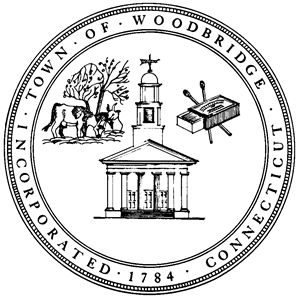 · TOWN · OF · WOODBRIDGE · CONNECTICUT ·
INCORPORATED · 1784 ·